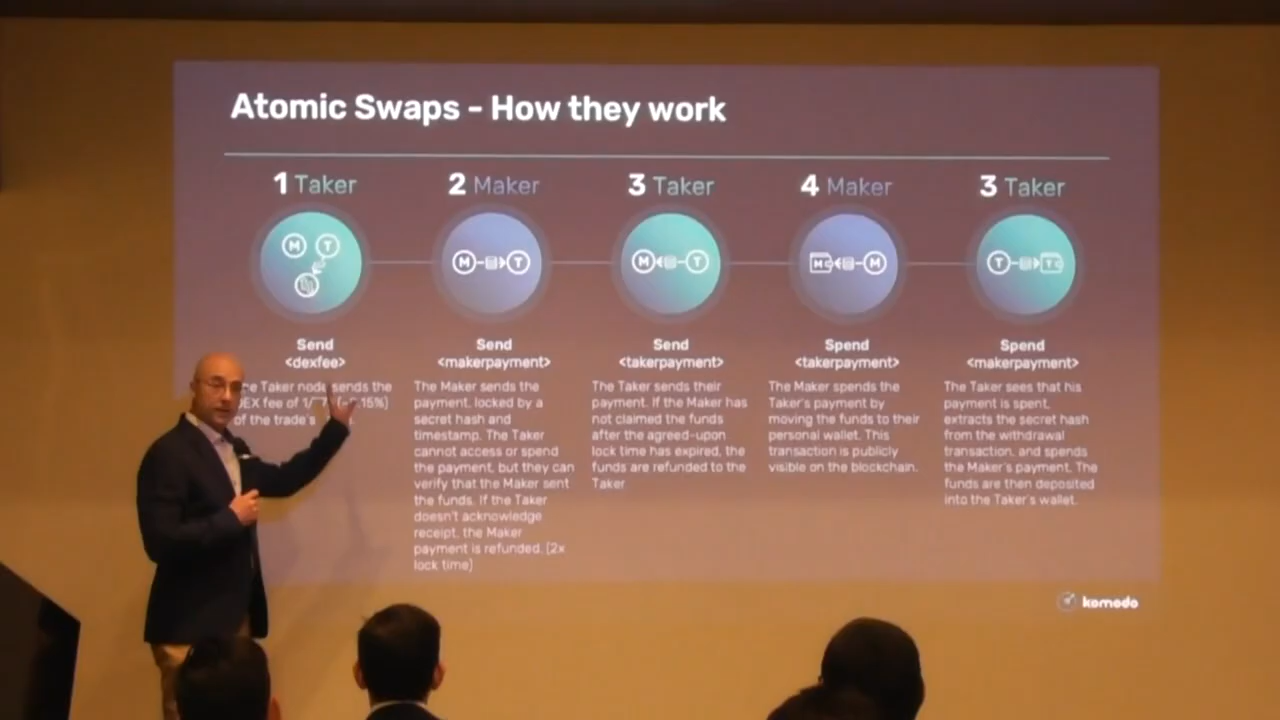 Atomic Swaps - How they work
1 Taker
2 Maker
3 Taker
4 Maker
3 Taker
M T
M T
M T
M M
T T
Send
<dexfee>
Taker node sends the
fee of
of the trade's
Send
<makerpayment>
The Maker sends the
payment, locked by a
secret hash and
timestamp. The Taker
cannot access or spend
the payment, but they can
verify that the Maker sent
the funds. If the Taker
doesn't acknowledge
receipt, the Maker
payment is refunded. (2x
lock time)
Send
<takerpayment>
The Taker sends their
payment. If the Maker has
not claimed the funds
after the agreed-upon
lock time has expired, the
funds are refunded to the
Taker
Spend
<takerpayment>
The Maker spends the
Taker's payment by
moving the funds to their
personal wallet. This
transaction is publicly
visible on the blockchain.
Spend
<makerpayment>
The Taker sees that his
payment is spent,
extracts the secret hash
from the withdrawal
transaction, and spends
the Maker's payment. The
funds are then deposited
into the Taker's wallet.
komodo